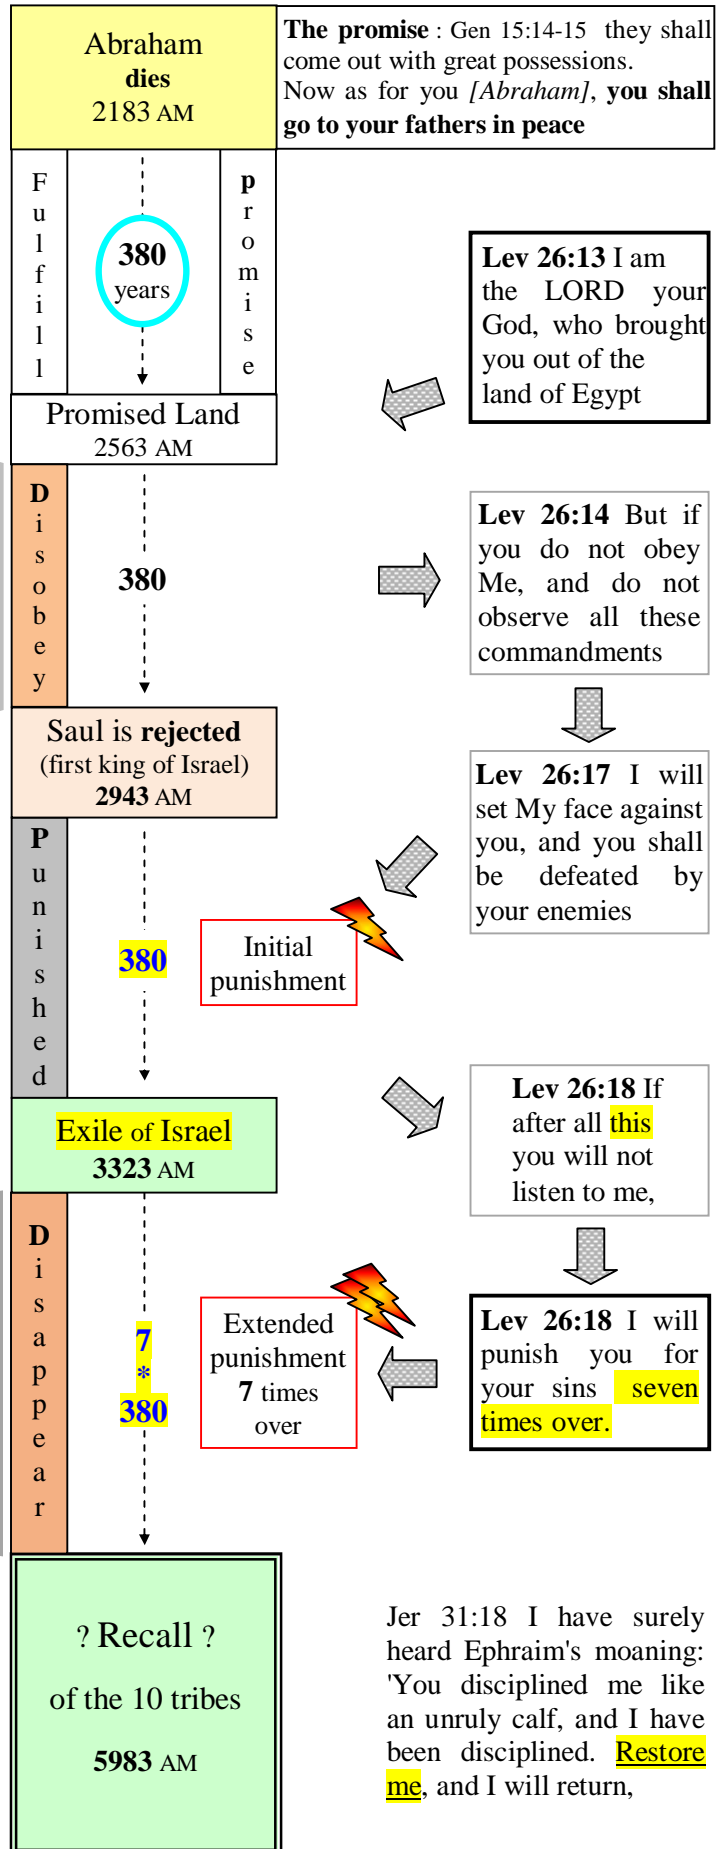 Abraham
dies
2183 AM
The promise : Gen 15:14-15 they shall
come out with great possessions.
Now as for you [Abraham], you shall
go to your fathers in peace
Fulfill
promise
380
years
Lev 26:13 I am
the LORD your
God, who brought
you out of the
land of Egypt
Promised Land
2563 AM
Disobey
380
Lev 26:14 But if
you do not obey
Me, and do not
observe all these
commandments
Saul is rejected
(first king of Israel)
2943 AM
Lev 26:17 I will
set My face against
you, and you shall
be defeated by
your enemies
Punished
380
Initial
punishment
Exile of Israel
3323 AM
Lev 26:18 If
after all this
you will not
listen to me,
Disappear
7
*
380
Extended
punishment
7 times
over
Lev 26:18 I will
punish you for
your sins seven
times over.
? Recall ?
of the 10 tribes
5983 AM
Jer 31:18 I have surely
heard Ephraim's moaning:
'You disciplined me like
an unruly calf, and I have
been disciplined. Restore
me, and I will return,